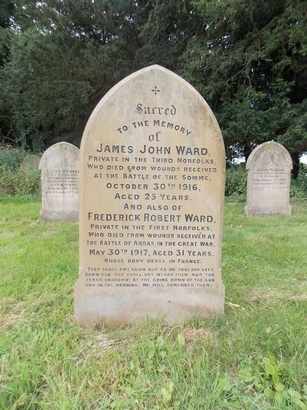 Sacred
TO THE MEMORY
of
JAMES JOHN WARD,
PRIVATE IN THE THIRD NORFOLKS,
WHO DIED FROM WOUNDS RECEIVED
AT THE BATTLE OF THE SOMME,
OCTOBER 30TH 1916,
AGED 25 YEARS.
AND ALSO OF
FREDERICK ROBERT WARD,
PRIVATE IN THE FIRST NORFOLKS,
WHO DIED FROM WOUNDS RECEIVED AT
THE BATTLE OF ARRAS, IN THE GREAT WAR,
MAY 30TH 1917, AGED 31 YEARS.
WHOSE BODY RESTS IN FRANCE.
THEY SHALL NOT GROW OLD AS WE THAT ARE LEFT
GROW OLD, AGE SHALL NOT WEARY THEM NOR THE
YEARS CONDEMN, AT THE GOING DOWN OF THE SUN
AND IN THE MORNING, WE WILL REMEMBER THEM.